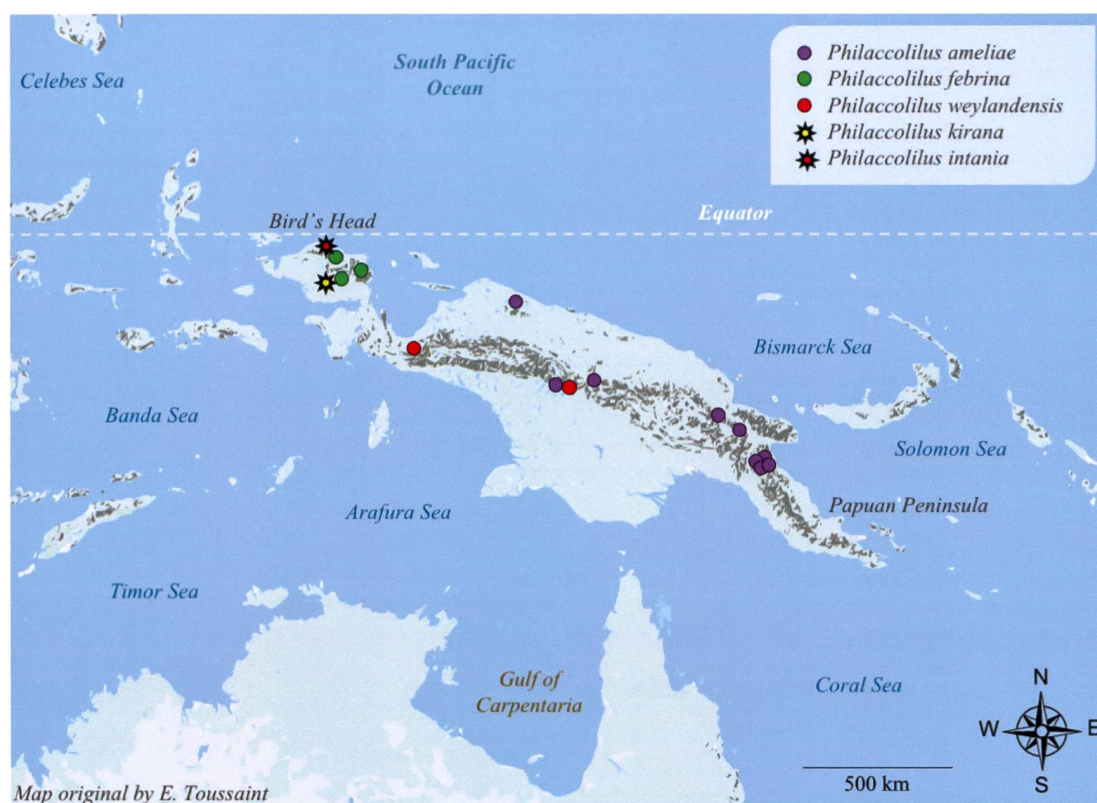 Celebes Sea
South Pacific
Ocean
Philaccolilus ameliae
Philaccolilus febrina
Philaccolilus weylandensis
Philaccolilus kirana
Philaccolilus intania
Bird's Head
Equator
Bismarck Sea
Banda Sea
Solomon Sea
Arafura Sea
Papuan Peninsula
Timor Sea
Gulf of
Carpentaria
Coral Sea
N
W
E
S
500 km
Map original by E. Toussaint